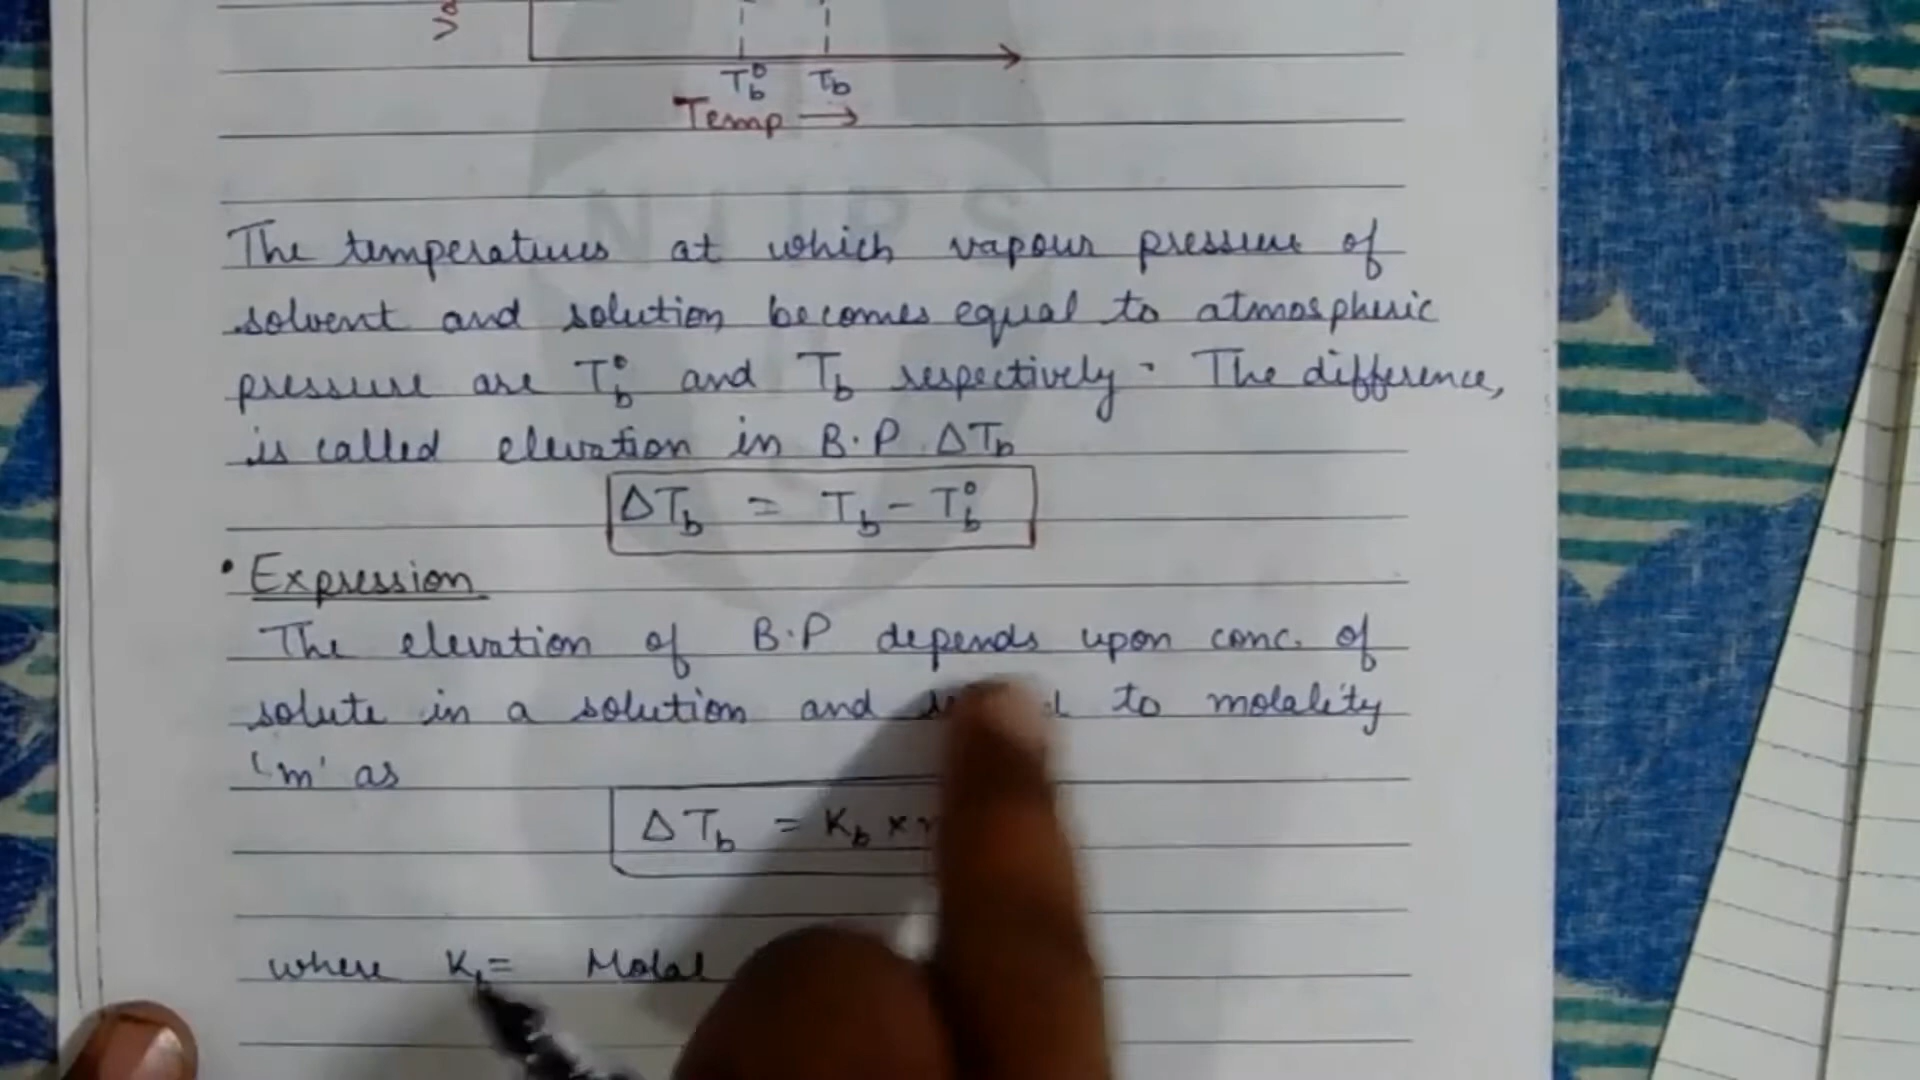 T°b Tb
Temp →
NIIPS
The temperatures at which vapour pressure of
solvent and solution becomes equal to atmospheric
pressure are T°b and Tb respectively. The difference,
is called elevation in B.P ΔTb
ΔTb = Tb - T°b
• Expression
The elevation of B.P depends upon conc. of
solute in a solution and to molality
'm' as
ΔTb = Kb ×
where Kb = Molal